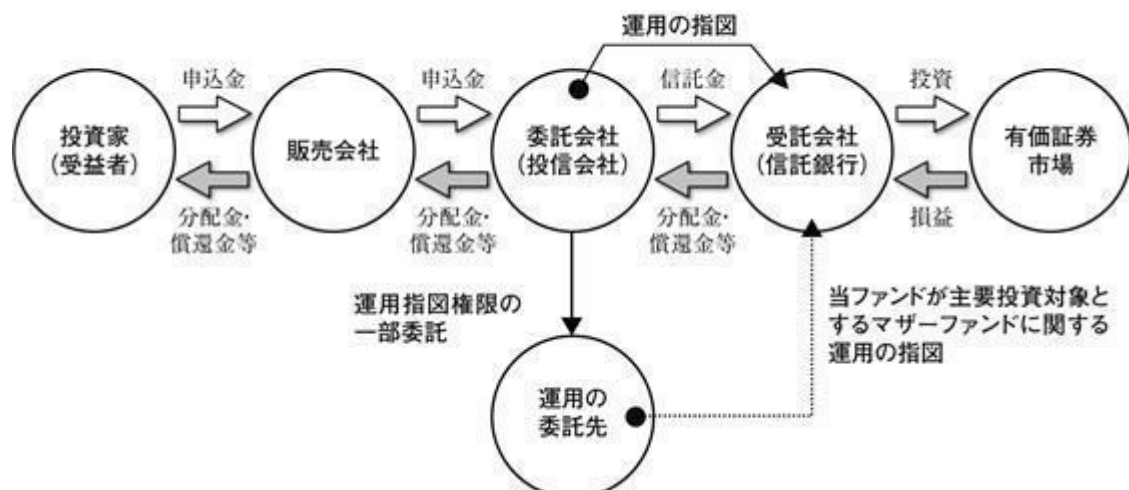 運用の指図
申込金
申込金
信託金
投資
投資家
(受益者)
販売会社
委託会社
(投信会社)
受託会社
(信託銀行)
有価証券
市場
分配金・
償還金等
分配金・
償還金等
分配金・
償還金等
損益
運用指図権限の
一部委託
当ファンドが主要投資対象と
するマザーファンドに関する
運用の指図
運用の
委託先